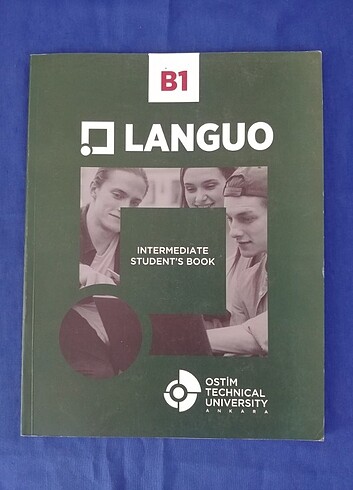 B1
LANGUO
INTERMEDIATE
STUDENT'S BOOK
OSTİM
TECHNICAL
UNIVERSITY
ANKARA